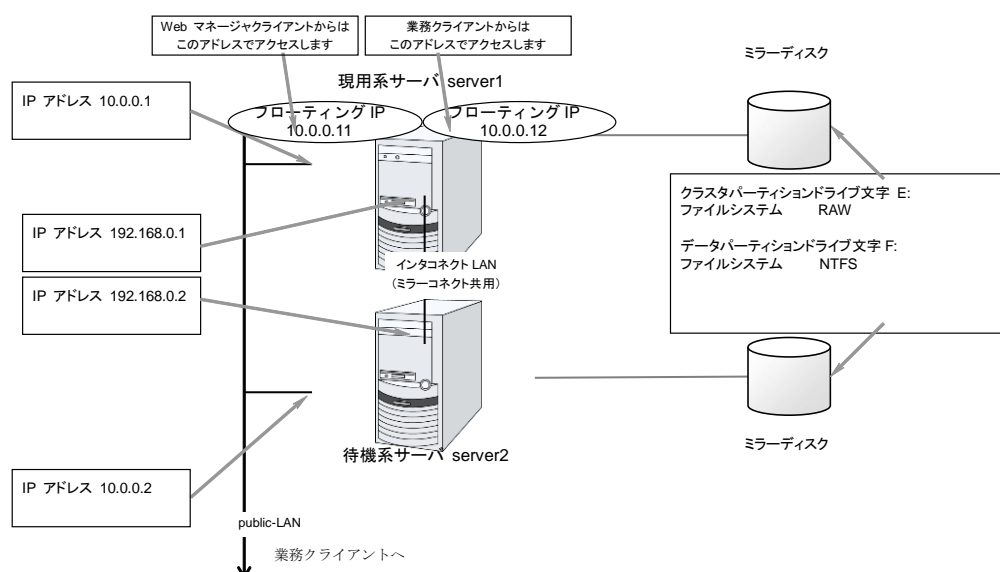 Web マネージャクライアントからは
このアドレスでアクセスします
業務クライアントからは
このアドレスでアクセスします
ミラーディスク
現用系サーバ server1
IP アドレス 10.0.0.1
フローティング IP
10.0.0.11
フローティング IP
10.0.0.12
クラスタパーティションドライブ文字 E:
ファイルシステム RAW
データパーティションドライブ文字 F:
ファイルシステム NTFS
IP アドレス 192.168.0.1
インタコネクト LAN
（ミラーコネクト共用）
IP アドレス 192.168.0.2
ミラーディスク
待機系サーバ server2
IP アドレス 10.0.0.2
public-LAN
業務クライアントへ